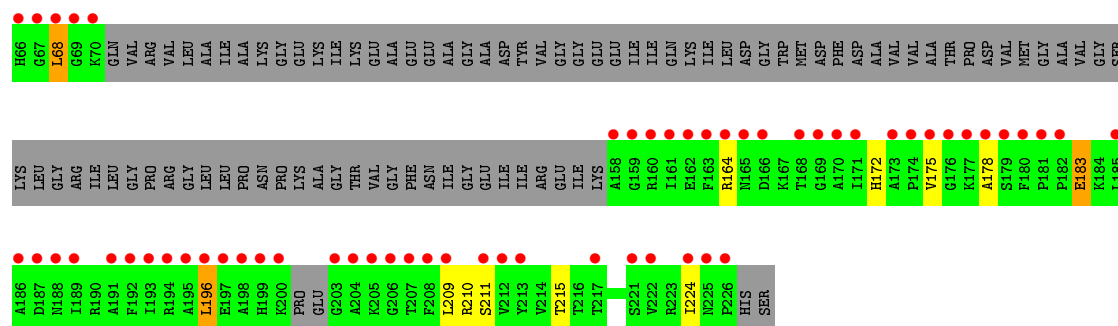 H66 G67 L68 G69 K70 GLN VAL ARG VAL LEU ALA ILE ALA LYS GLY GLU LYS ILE LYS GLU ALA GLU GLU ALA GLY ALA ASP TYR VAL GLY GLY GLU GLU ILE ILE GLN LYS ILE LEU ASP GLY TRP MET ASP PHE ASP ALA VAL VAL ALA THR PRO ASP VAL MET GLY ALA VAL GLY SER
LYS LEU GLY ARG ILE LEU GLY PRO ARG GLY LEU LEU PRO ASN PRO LYS ALA GLY THR VAL GLY PHE ASN ILE GLY GLU ILE ILE ARG GLU ILE LYS A158 G159 R160 I161 E162 F163 R164 N165 D166 K167 T168 G169 A170 I171 H172 A173 P174 V175 G176 K177 A178 S179 F180 P181 P182 E183 K184 L185
A186 D187 N188 I189 R190 A191 F192 I193 R194 A195 L196 E197 A198 H199 K200 PRO GLU G203 A204 K205 G206 T207 F208 L209 R210 S211 V212 Y213 V214 T215 T216 T217 S221 V222 R223 I224 N225 P226 HIS SER